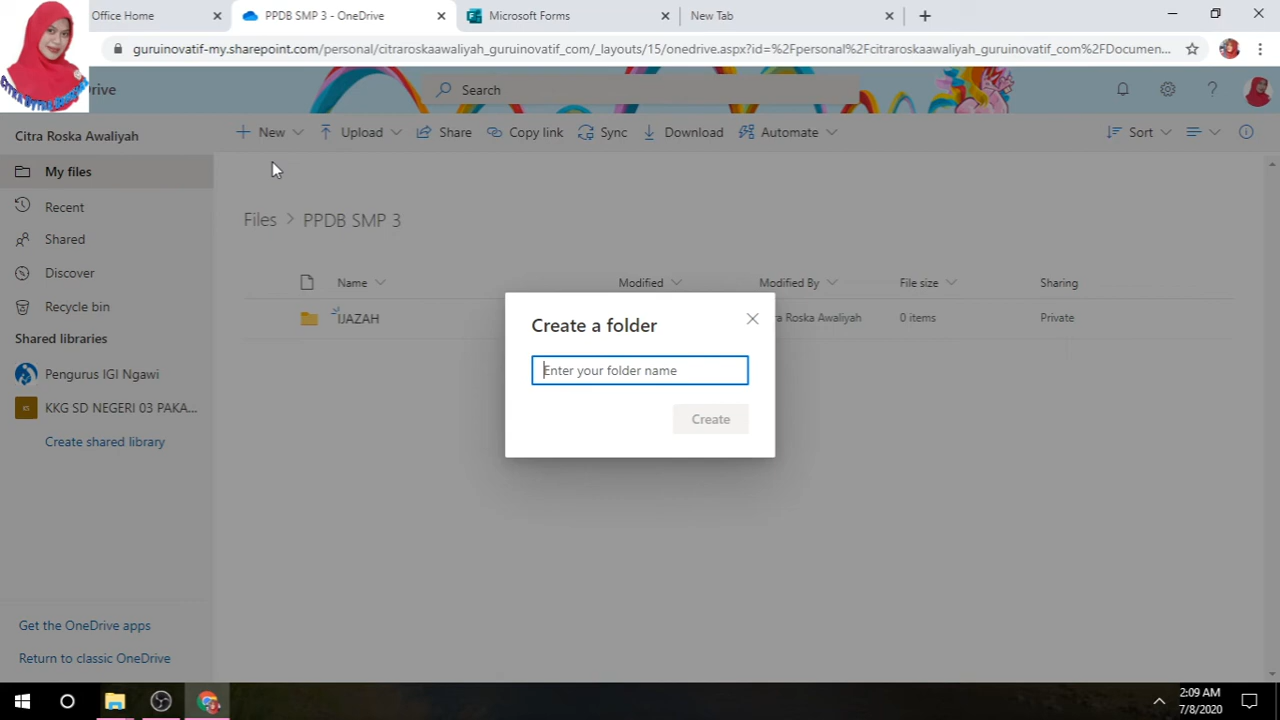 Office Home
PPDB SMP 3 - OneDrive
Microsoft Forms
New Tab
guruinovatif-my.sharepoint.com/personal/citraroskaawaliyah_guruinovatif_com/_layouts/15/onedrive.aspx?id=%2Fpersonal%2Fcitraroskaawaliyah_guruinovatif_com%2FDocumen...
Search
Citra Roska Awaliyah
New
Upload
Share
Copy link
Sync
Download
Automate
Sort
My files
Recent
Shared
Discover
Recycle bin
Shared libraries
Pengurus IGI Ngawi
KS
KKG SD NEGERI 03 PAKA...
Create shared library
Get the OneDrive apps
Return to classic OneDrive
Files > PPDB SMP 3
Name
Modified
Modified By
File size
Sharing
IJAZAH
ra Roska Awaliyah
0 items
Private
Create a folder
Enter your folder name
Create
2:09 AM
7/8/2020